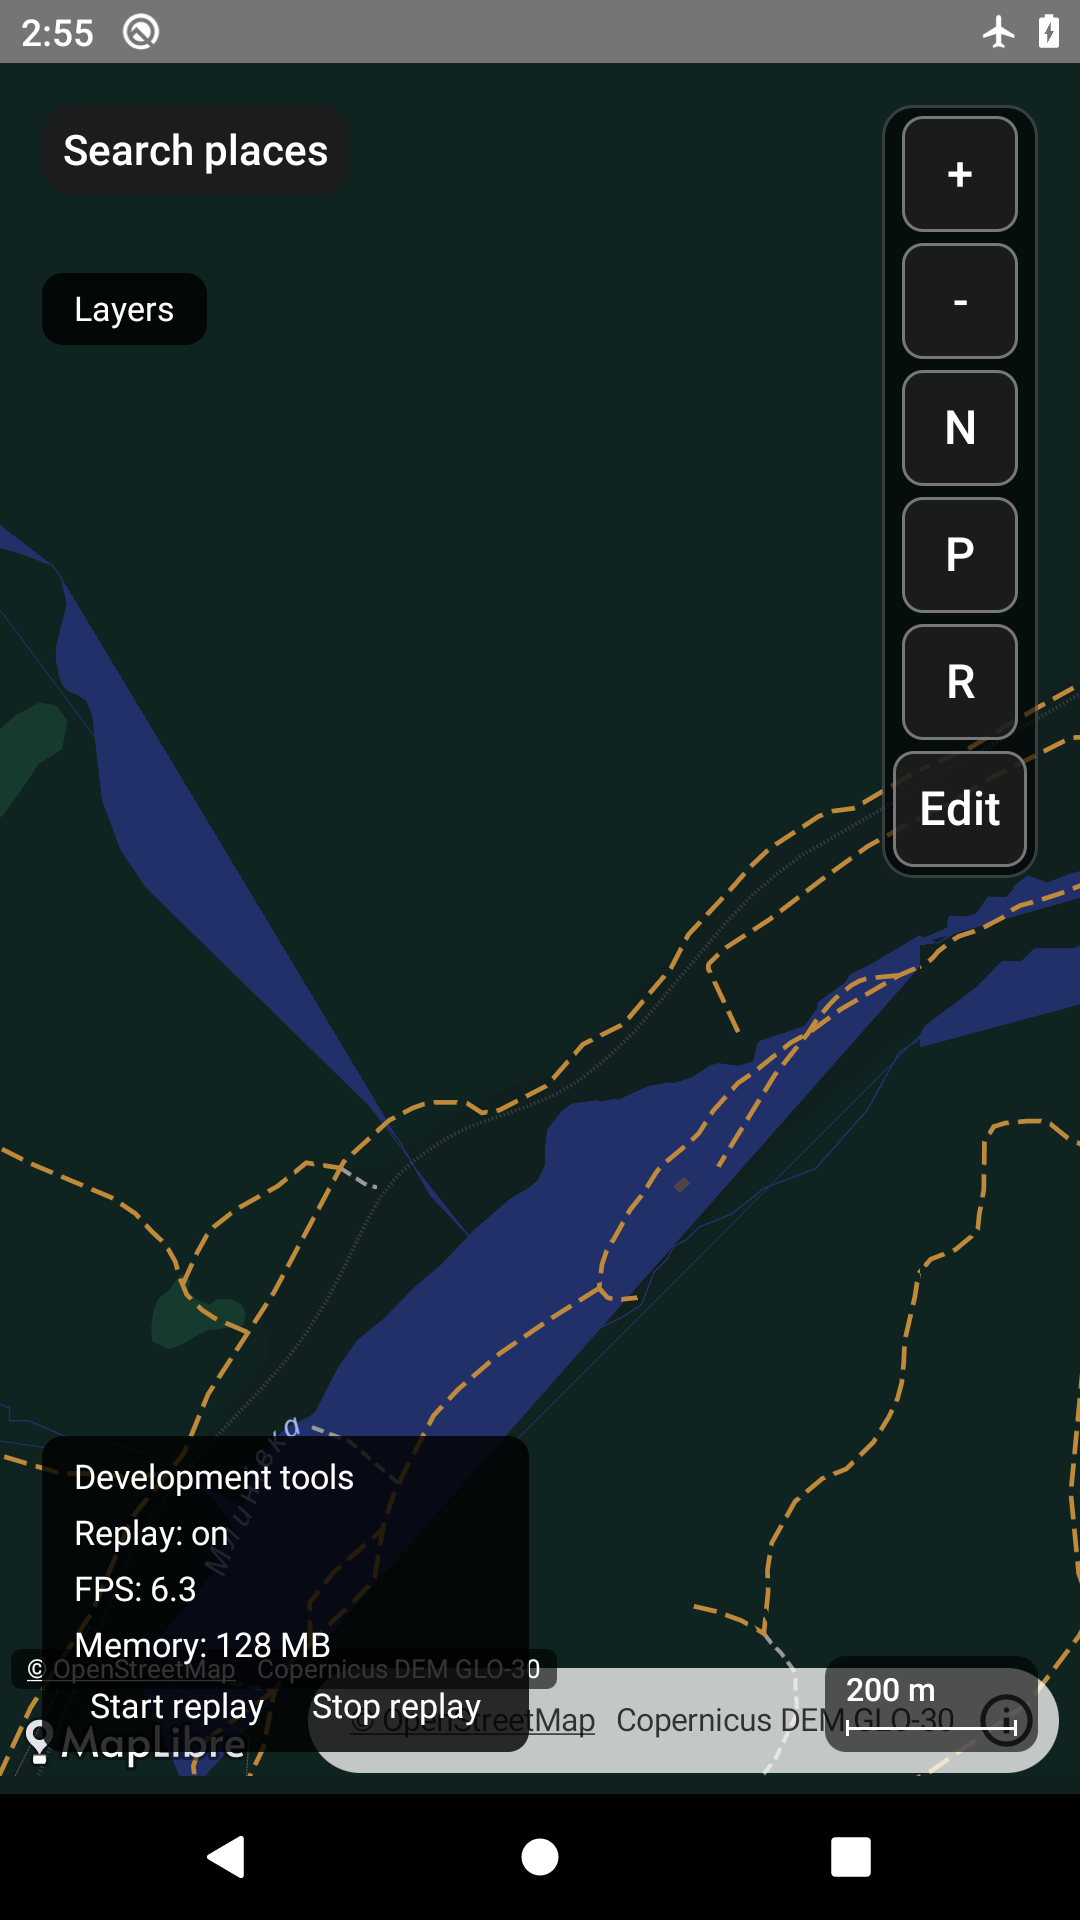 2:55
Search places
Layers
+
-
N
P
R
Edit
Млинівка
Development tools
Replay: on
FPS: 6.3
Memory: 128 MB
© OpenStreetMap Copernicus DEM GLO-30
Start replay Stop replay
200 m
© OpenStreetMap Copernicus DEM GLO-30
MapLibre